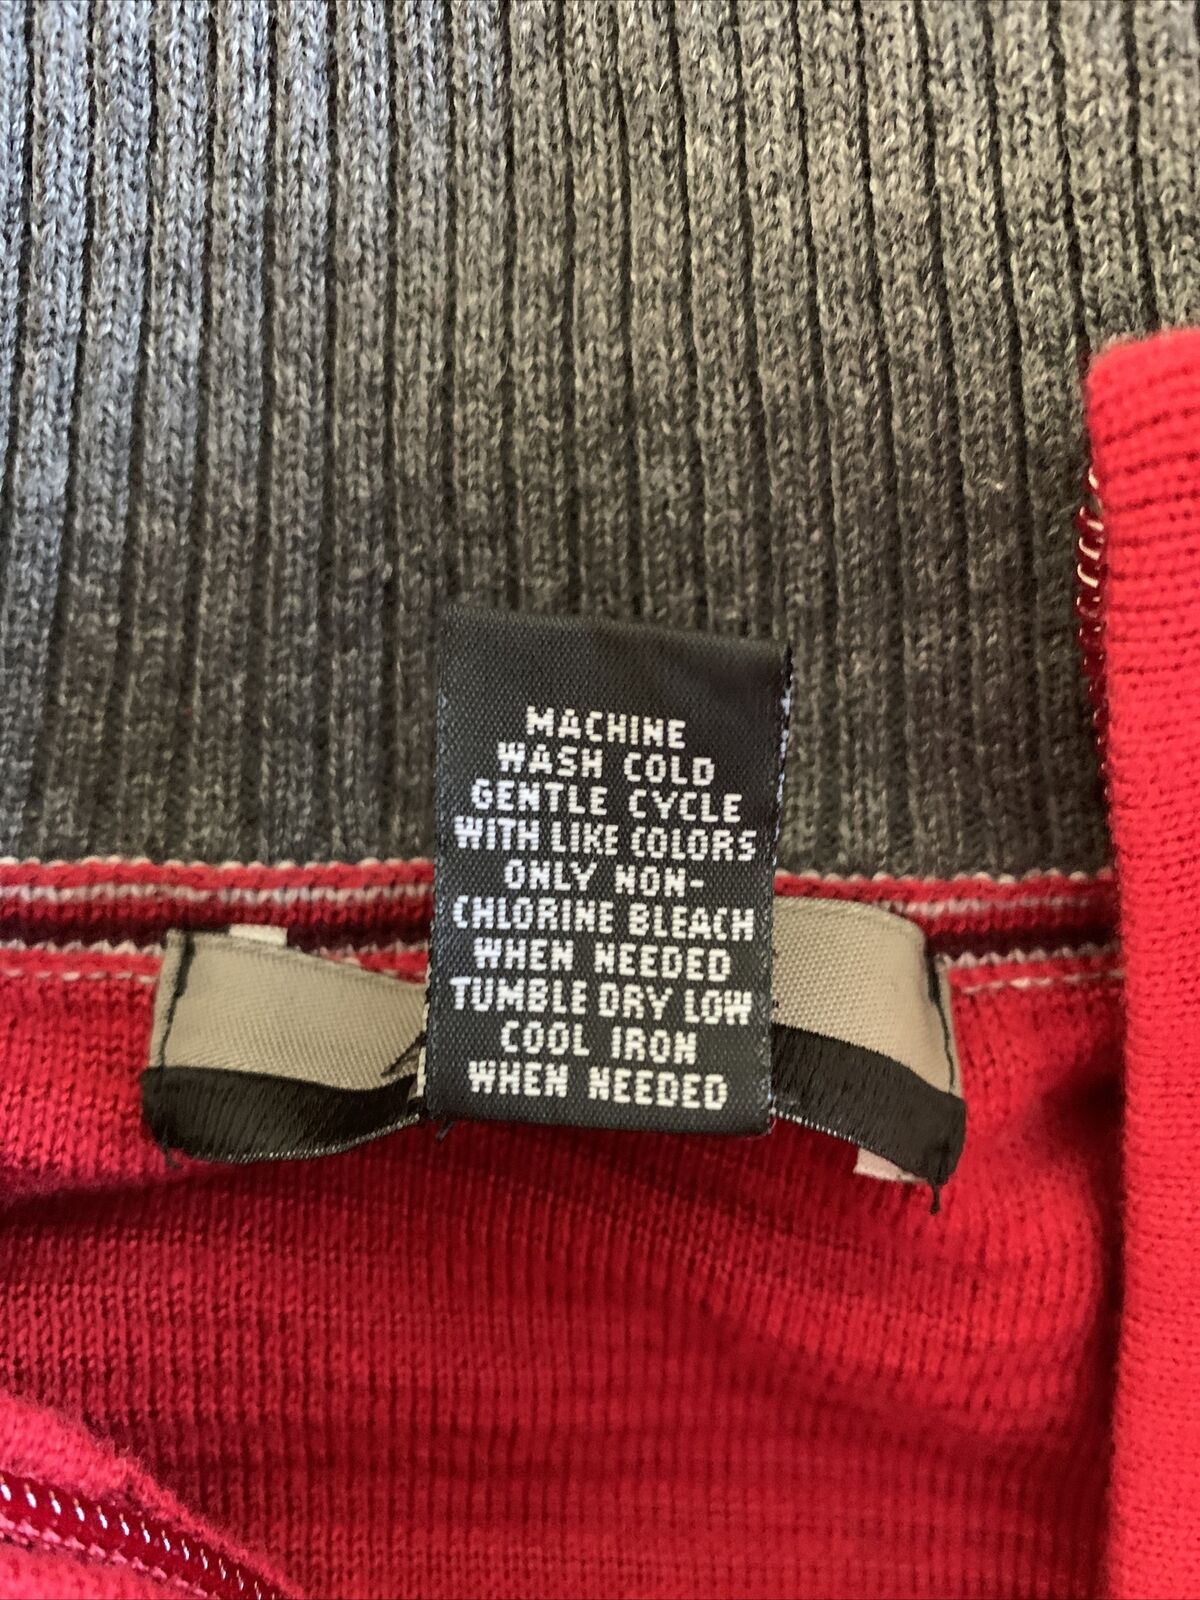 MACHINE
WASH COLD
GENTLE CYCLE
WITH LIKE COLORS
ONLY NON-
CHLORINE BLEACH
WHEN NEEDED
TUMBLE DRY LOW
COOL IRON
WHEN NEEDED